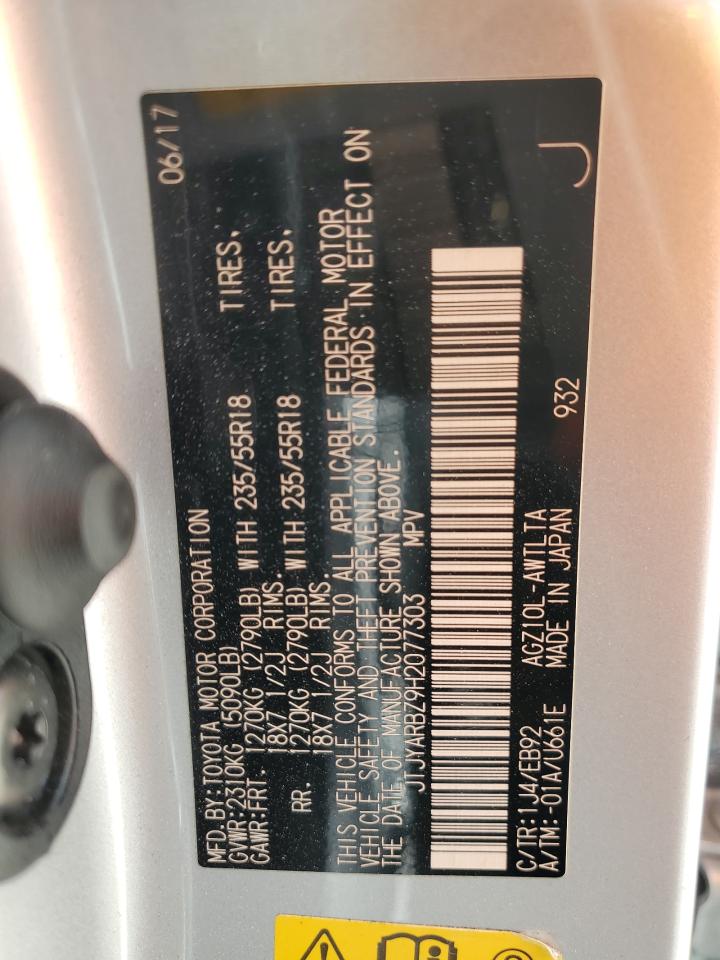 MFD. BY: TOYOTA MOTOR CORPORATION 06/17
GVWR: 2310KG (5090LB)
GAWR: FRT. 1270KG (2790LB) WITH 235/55R18 TIRES.
18X7 1/2J RIMS.
RR. 1270KG (2790LB) WITH 235/55R18 TIRES.
18X7 1/2J RIMS.
THIS VEHICLE CONFORMS TO ALL APPLICABLE FEDERAL MOTOR
VEHICLE SAFETY AND THEFT PREVENTION STANDARDS IN EFFECT ON
THE DATE OF MANUFACTURE SHOWN ABOVE.
JTJYARBZ9H2077303 MPV
C/TR: 1J4/EB92 AGZ10L-AWTLTA
A/TM: -01A/U661E MADE IN JAPAN 932
J